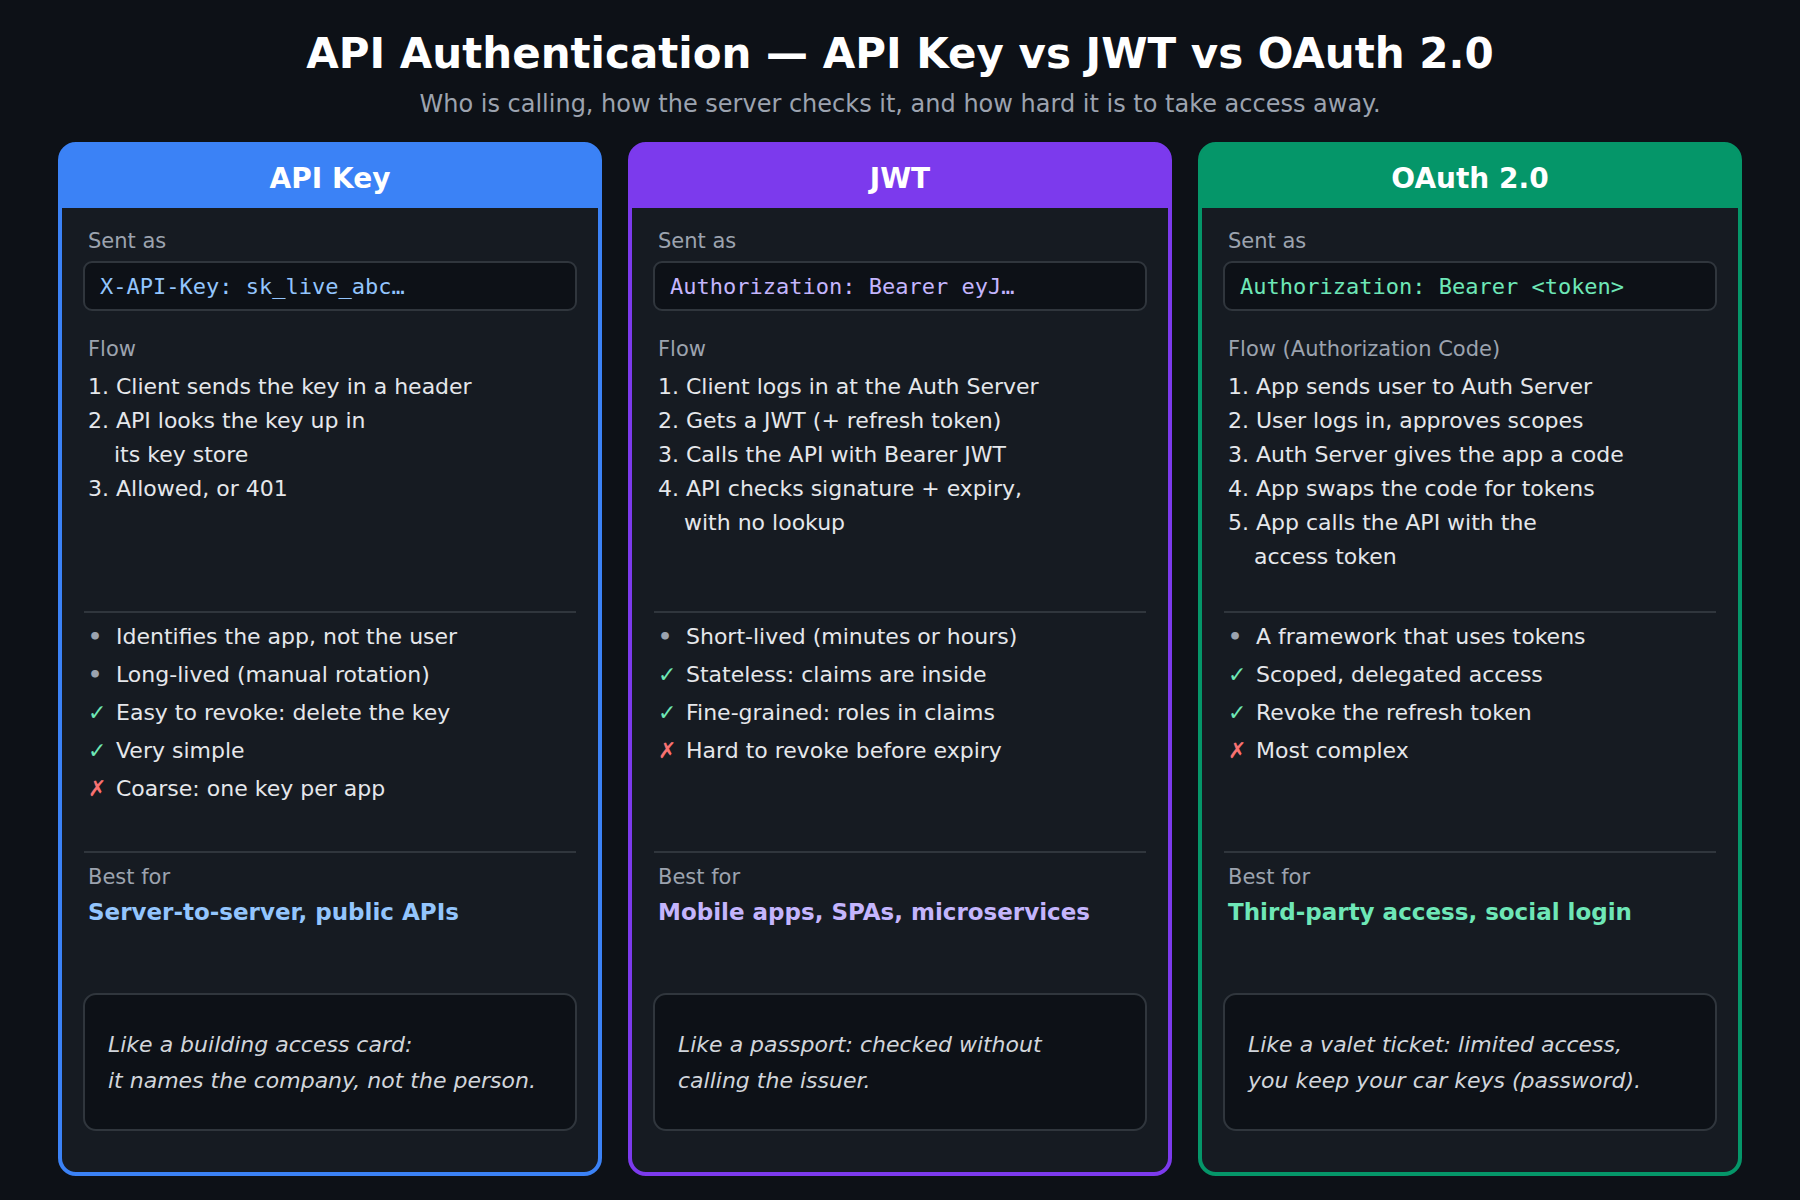 API Authentication — API Key vs JWT vs OAuth 2.0
Who is calling, how the server checks it, and how hard it is to take access away.
API Key
Sent as
X-API-Key: sk_live_abc…
Flow
1. Client sends the key in a header
2. API looks the key up in
its key store
3. Allowed, or 401
• Identifies the app, not the user
• Long-lived (manual rotation)
✓ Easy to revoke: delete the key
✓ Very simple
✗ Coarse: one key per app
Best for
Server-to-server, public APIs
Like a building access card:
it names the company, not the person.
JWT
Sent as
Authorization: Bearer eyJ…
Flow
1. Client logs in at the Auth Server
2. Gets a JWT (+ refresh token)
3. Calls the API with Bearer JWT
4. API checks signature + expiry,
with no lookup
• Short-lived (minutes or hours)
✓ Stateless: claims are inside
✓ Fine-grained: roles in claims
✗ Hard to revoke before expiry
Best for
Mobile apps, SPAs, microservices
Like a passport: checked without
calling the issuer.
OAuth 2.0
Sent as
Authorization: Bearer <token>
Flow (Authorization Code)
1. App sends user to Auth Server
2. User logs in, approves scopes
3. Auth Server gives the app a code
4. App swaps the code for tokens
5. App calls the API with the
access token
• A framework that uses tokens
✓ Scoped, delegated access
✓ Revoke the refresh token
✗ Most complex
Best for
Third-party access, social login
Like a valet ticket: limited access,
you keep your car keys (password).